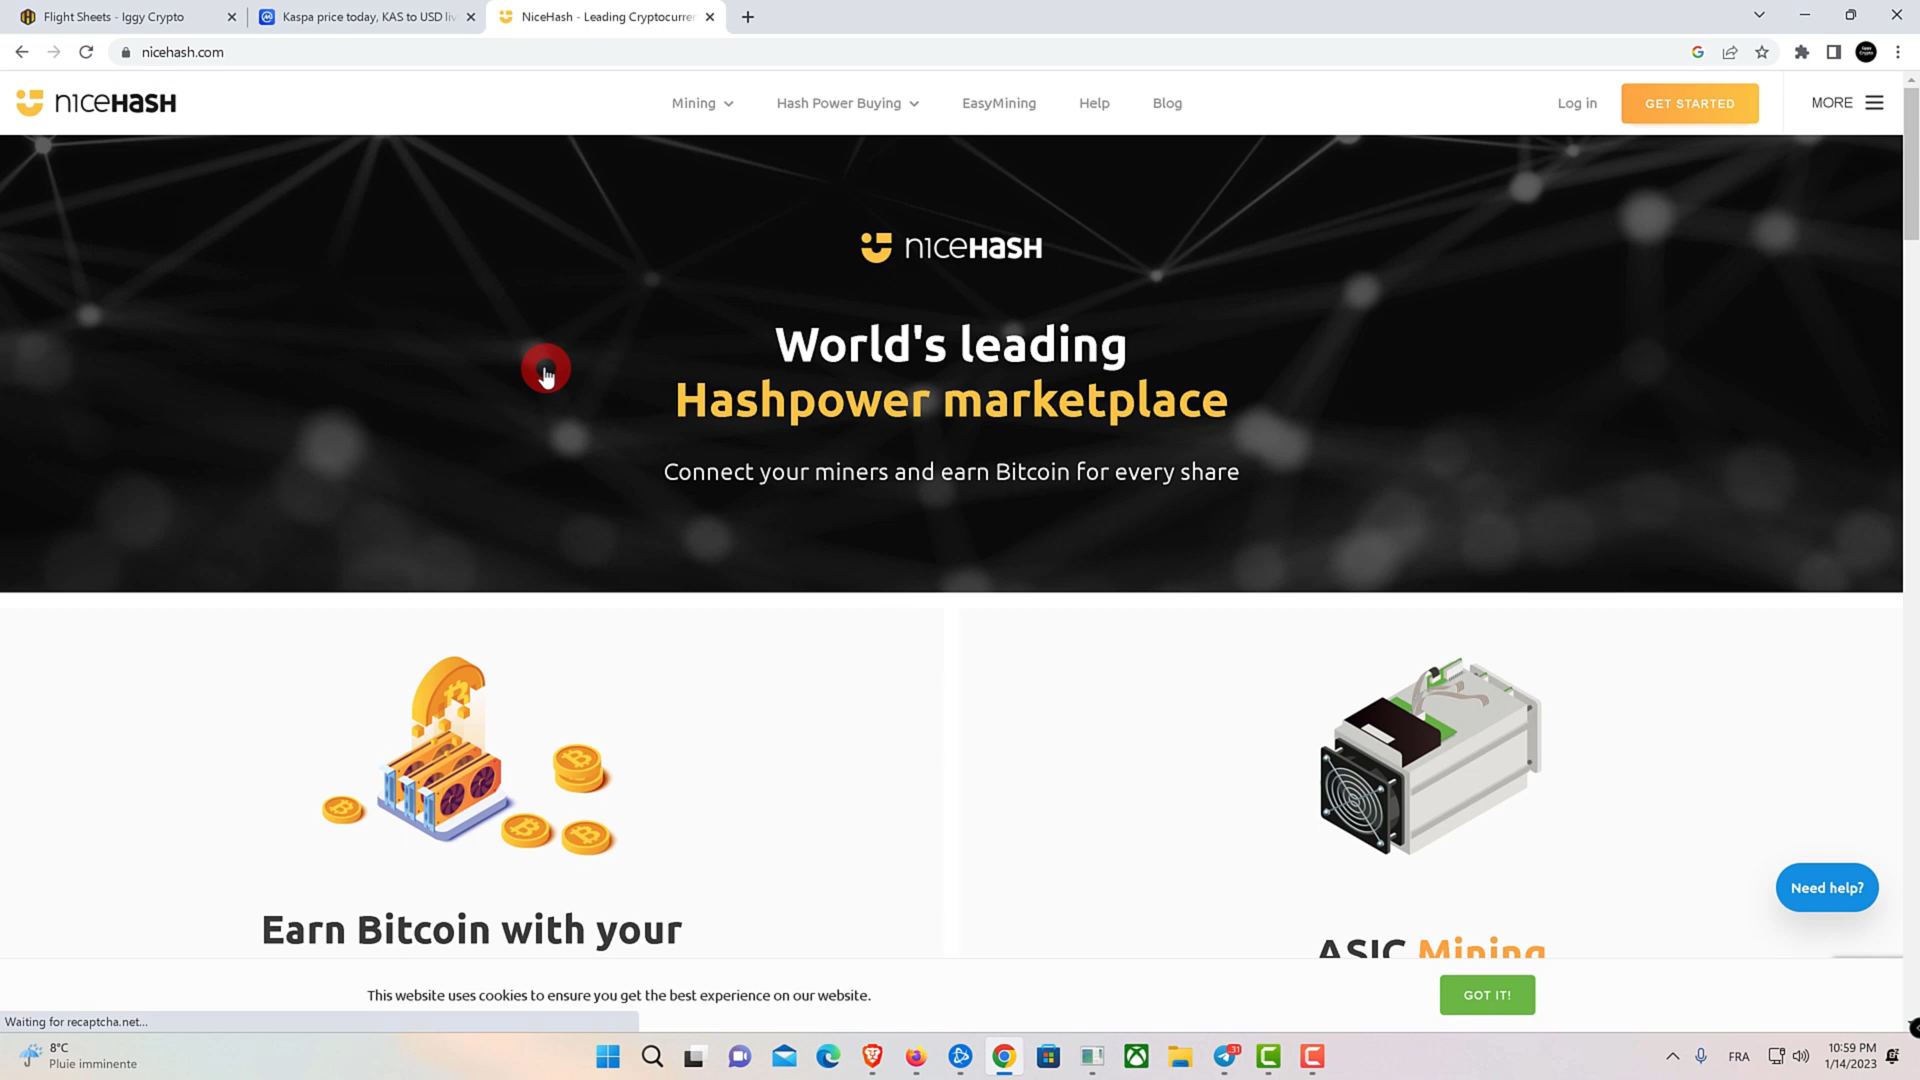 Flight Sheets - Iggy Crypto
Kaspa price today, KAS to USD liv
NiceHash - Leading Cryptocurre
nicehash.com
nıceHasH
Mining
Hash Power Buying
EasyMining
Help
Blog
Log in
GET STARTED
MORE
nıceHasH
World's leading
Hashpower marketplace
Connect your miners and earn Bitcoin for every share
Earn Bitcoin with your
ASIC Mining
Need help?
This website uses cookies to ensure you get the best experience on our website.
GOT IT!
Waiting for recaptcha.net...
8°C
Pluie imminente
31
FRA
10:59 PM
1/14/2023